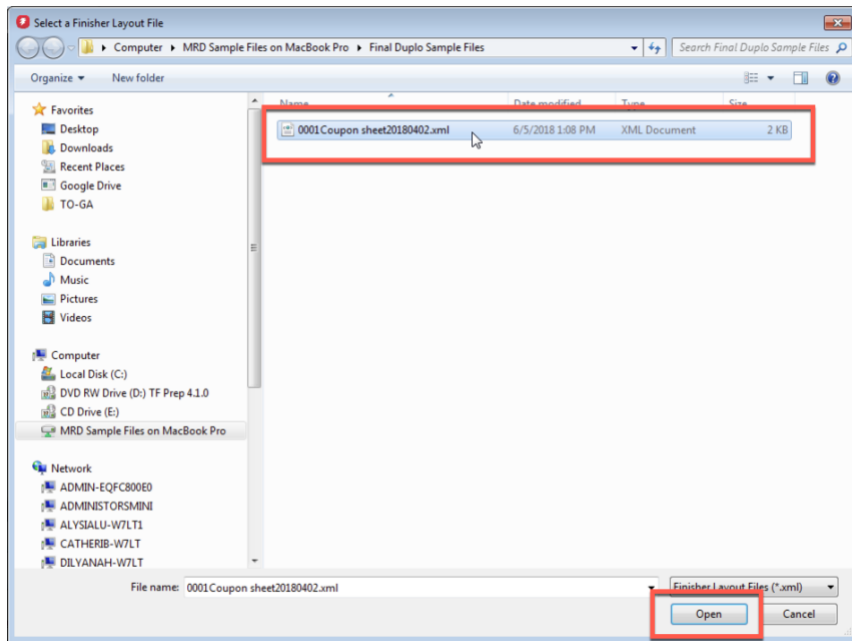 Select a Finisher Layout File
Computer MRD Sample Files on MacBook Pro Final Duplo Sample Files
Search Final Duplo Sample Files
Organize New folder
Name Date modified Type Size
0001Coupon sheet20180402.xml 6/5/2018 1:08 PM XML Document 2 KB
Favorites
Desktop
Downloads
Recent Places
Google Drive
TO-GA
Libraries
Documents
Music
Pictures
Videos
Computer
Local Disk (C:)
DVD RW Drive (D:) TF Prep 4.1.0
CD Drive (E:)
MRD Sample Files on MacBook Pro
Network
ADMIN-EQFC800E0
ADMINISTORSMINI
ALYSIALU-W7LT1
CATHERIB-W7LT
DILYANAH-W7LT
File name: 0001Coupon sheet20180402.xml
Finisher Layout Files (*.xml)
Open Cancel